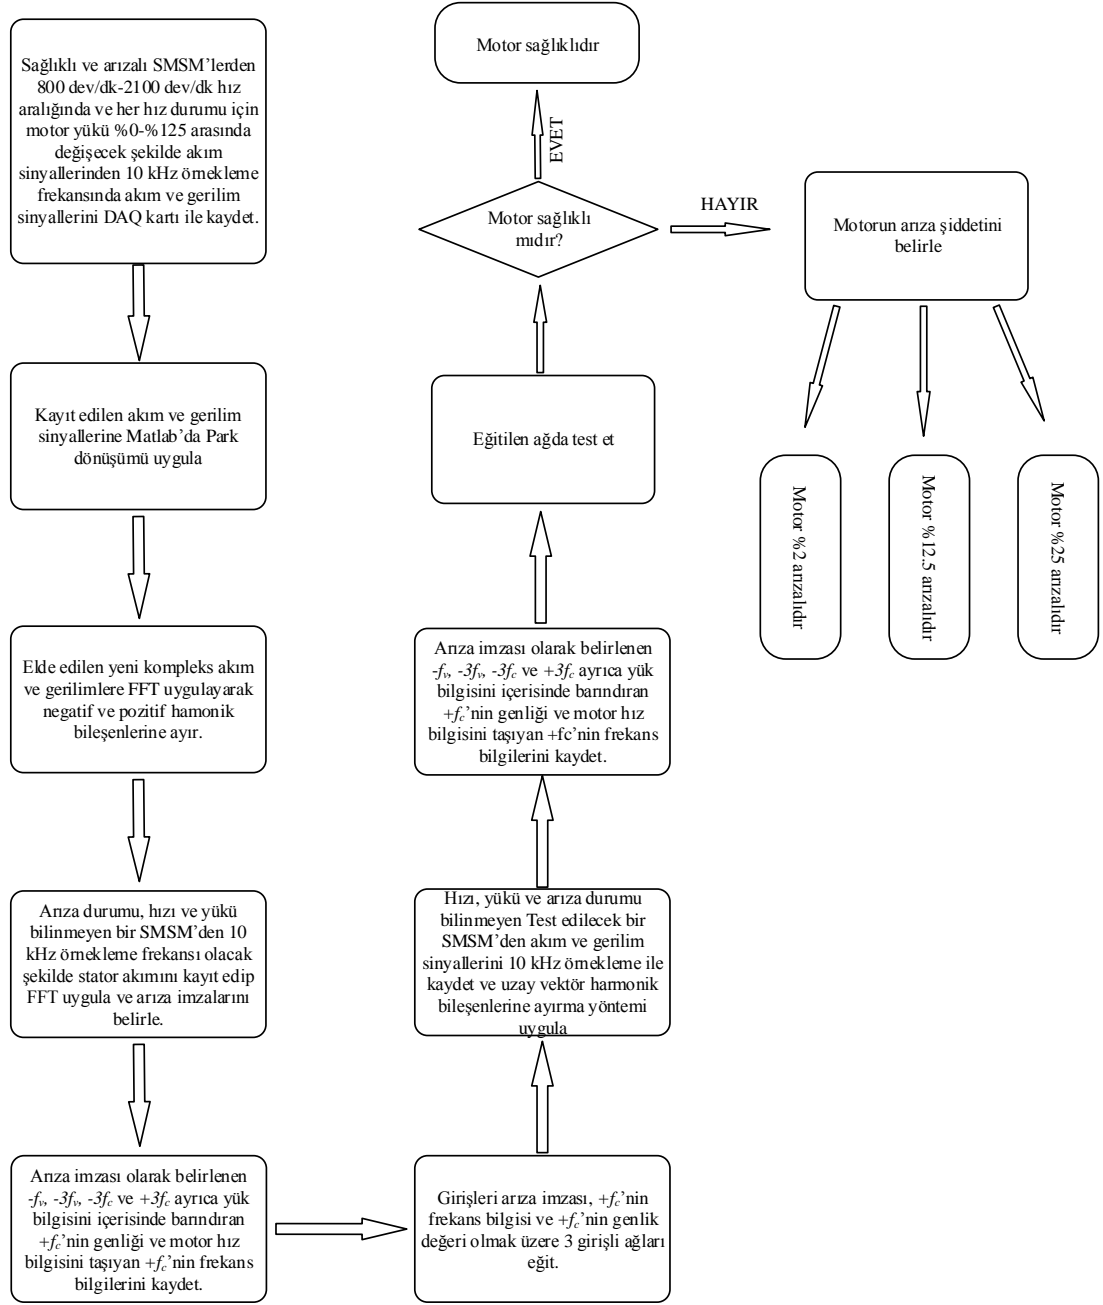 Sağlıklı ve arızalı SMSM'lerden
800 dev/dk-2100 dev/dk hız
aralığında ve her hız durumu için
motor yükü %0-%125 arasında
değişecek şekilde akım
sinyallerinden 10 kHz örnekleme
frekansında akım ve gerilim
sinyallerini DAQ kartı ile kaydet.
Kayıt edilen akım ve gerilim
sinyallerine Matlab'da Park
dönüşümü uygula
Elde edilen yeni kompleks akım
ve gerilimlere FFT uygulayarak
negatif ve pozitif hamonik
bileşenlerine ayır.
Arıza durumu, hızı ve yükü
bilinmeyen bir SMSM'den 10
kHz örnekleme frekansı olacak
şekilde stator akımını kayıt edip
FFT uygula ve arıza imzalarını
belirle.
Arıza imzası olarak belirlenen
-fv, -3fv, -3fc ve +3fc ayrıca yük
bilgisini içerisinde barındıran
+fc'nin genliği ve motor hız
bilgisini taşıyan +fc'nin frekans
bilgilerini kaydet.
Girişleri arıza imzası, +fc'nin
frekans bilgisi ve +fc'nin genlik
değeri olmak üzere 3 girişli ağları
eğit.
Hızı, yükü ve arıza durumu
bilinmeyen Test edilecek bir
SMSM'den akım ve gerilim
sinyallerini 10 kHz örnekleme ile
kaydet ve uzay vektör harmonik
bileşenlerine ayırma yöntemi
uygula
Arıza imzası olarak belirlenen
-fv, -3fv, -3fc ve +3fc ayrıca yük
bilgisini içerisinde barındıran
+fc'nin genliği ve motor hız
bilgisini taşıyan +fc'nin frekans
bilgilerini kaydet.
Eğitilen ağda test et
Motor sağlıklı
mıdır?
EVET
Motor sağlıklıdır
HAYIR
Motorun arıza şiddetini
belirle
Motor %2 arızalıdır
Motor %12.5 arızalıdır
Motor %25 arızalıdır